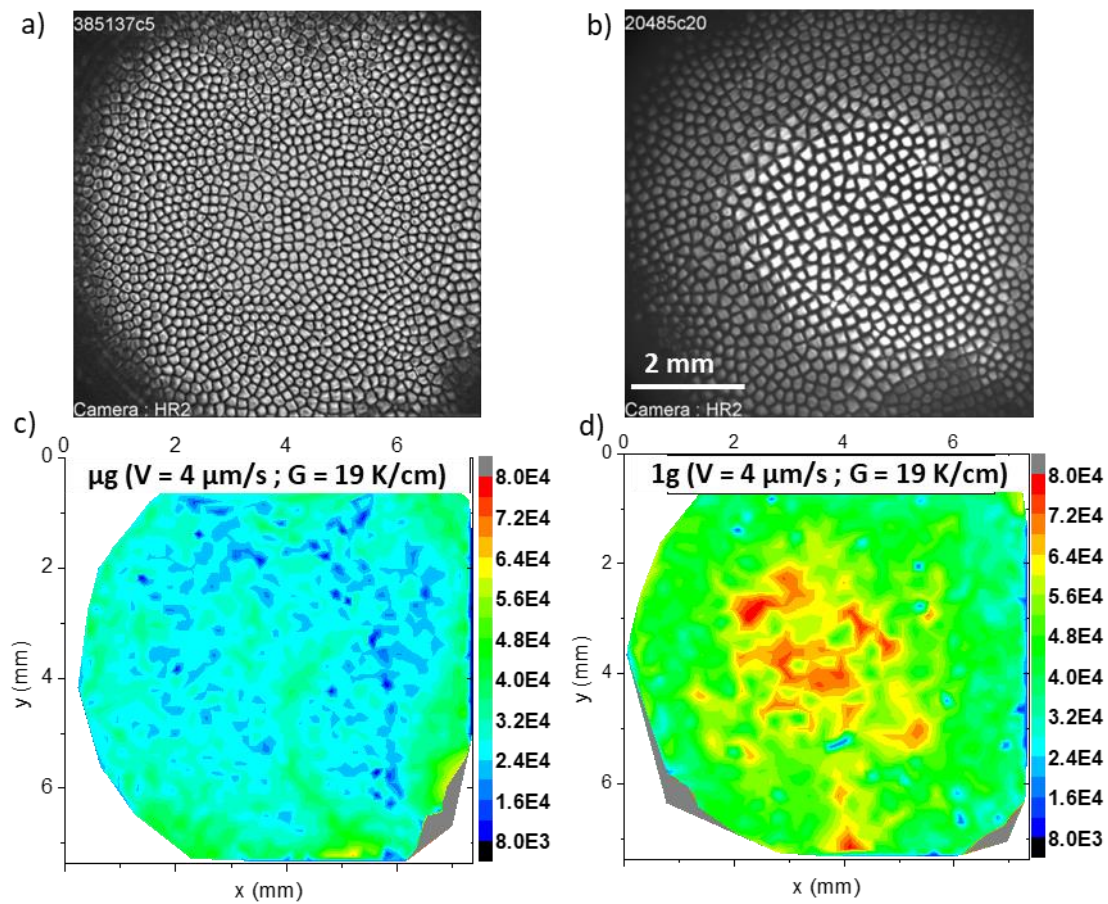 a)
385137c5
Camera : HR2
b)
20485c20
2 mm
Camera : HR2
c)
0 2 4 6
µg (V = 4 µm/s ; G = 19 K/cm)
0
2
4
6
y (mm)
x (mm)
8.0E4
7.2E4
6.4E4
5.6E4
4.8E4
4.0E4
3.2E4
2.4E4
1.6E4
8.0E3
d)
0 2 4 6
1g (V = 4 µm/s ; G = 19 K/cm)
0
2
4
6
y (mm)
x (mm)
8.0E4
7.2E4
6.4E4
5.6E4
4.8E4
4.0E4
3.2E4
2.4E4
1.6E4
8.0E3